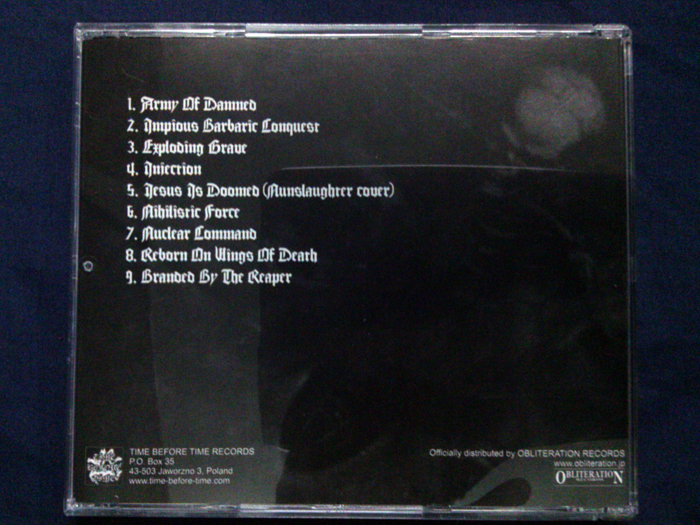 1. Army Of Damned
2. Impious Barbaric Conquest
3. Exploding Grave
4. Injection
5. Jesus Is Doomed (Nunslaughter cover)
6. Nihilistic Force
7. Nuclear Command
8. Reborn On Wings Of Death
9. Branded By The Reaper
TIME BEFORE TIME RECORDS
P.O. Box 35
43-503 Jaworzno 3, Poland
www.time-before-time.com
Officially distributed by OBLITERATION RECORDS
www.obliteration.jp
OBLITERATION